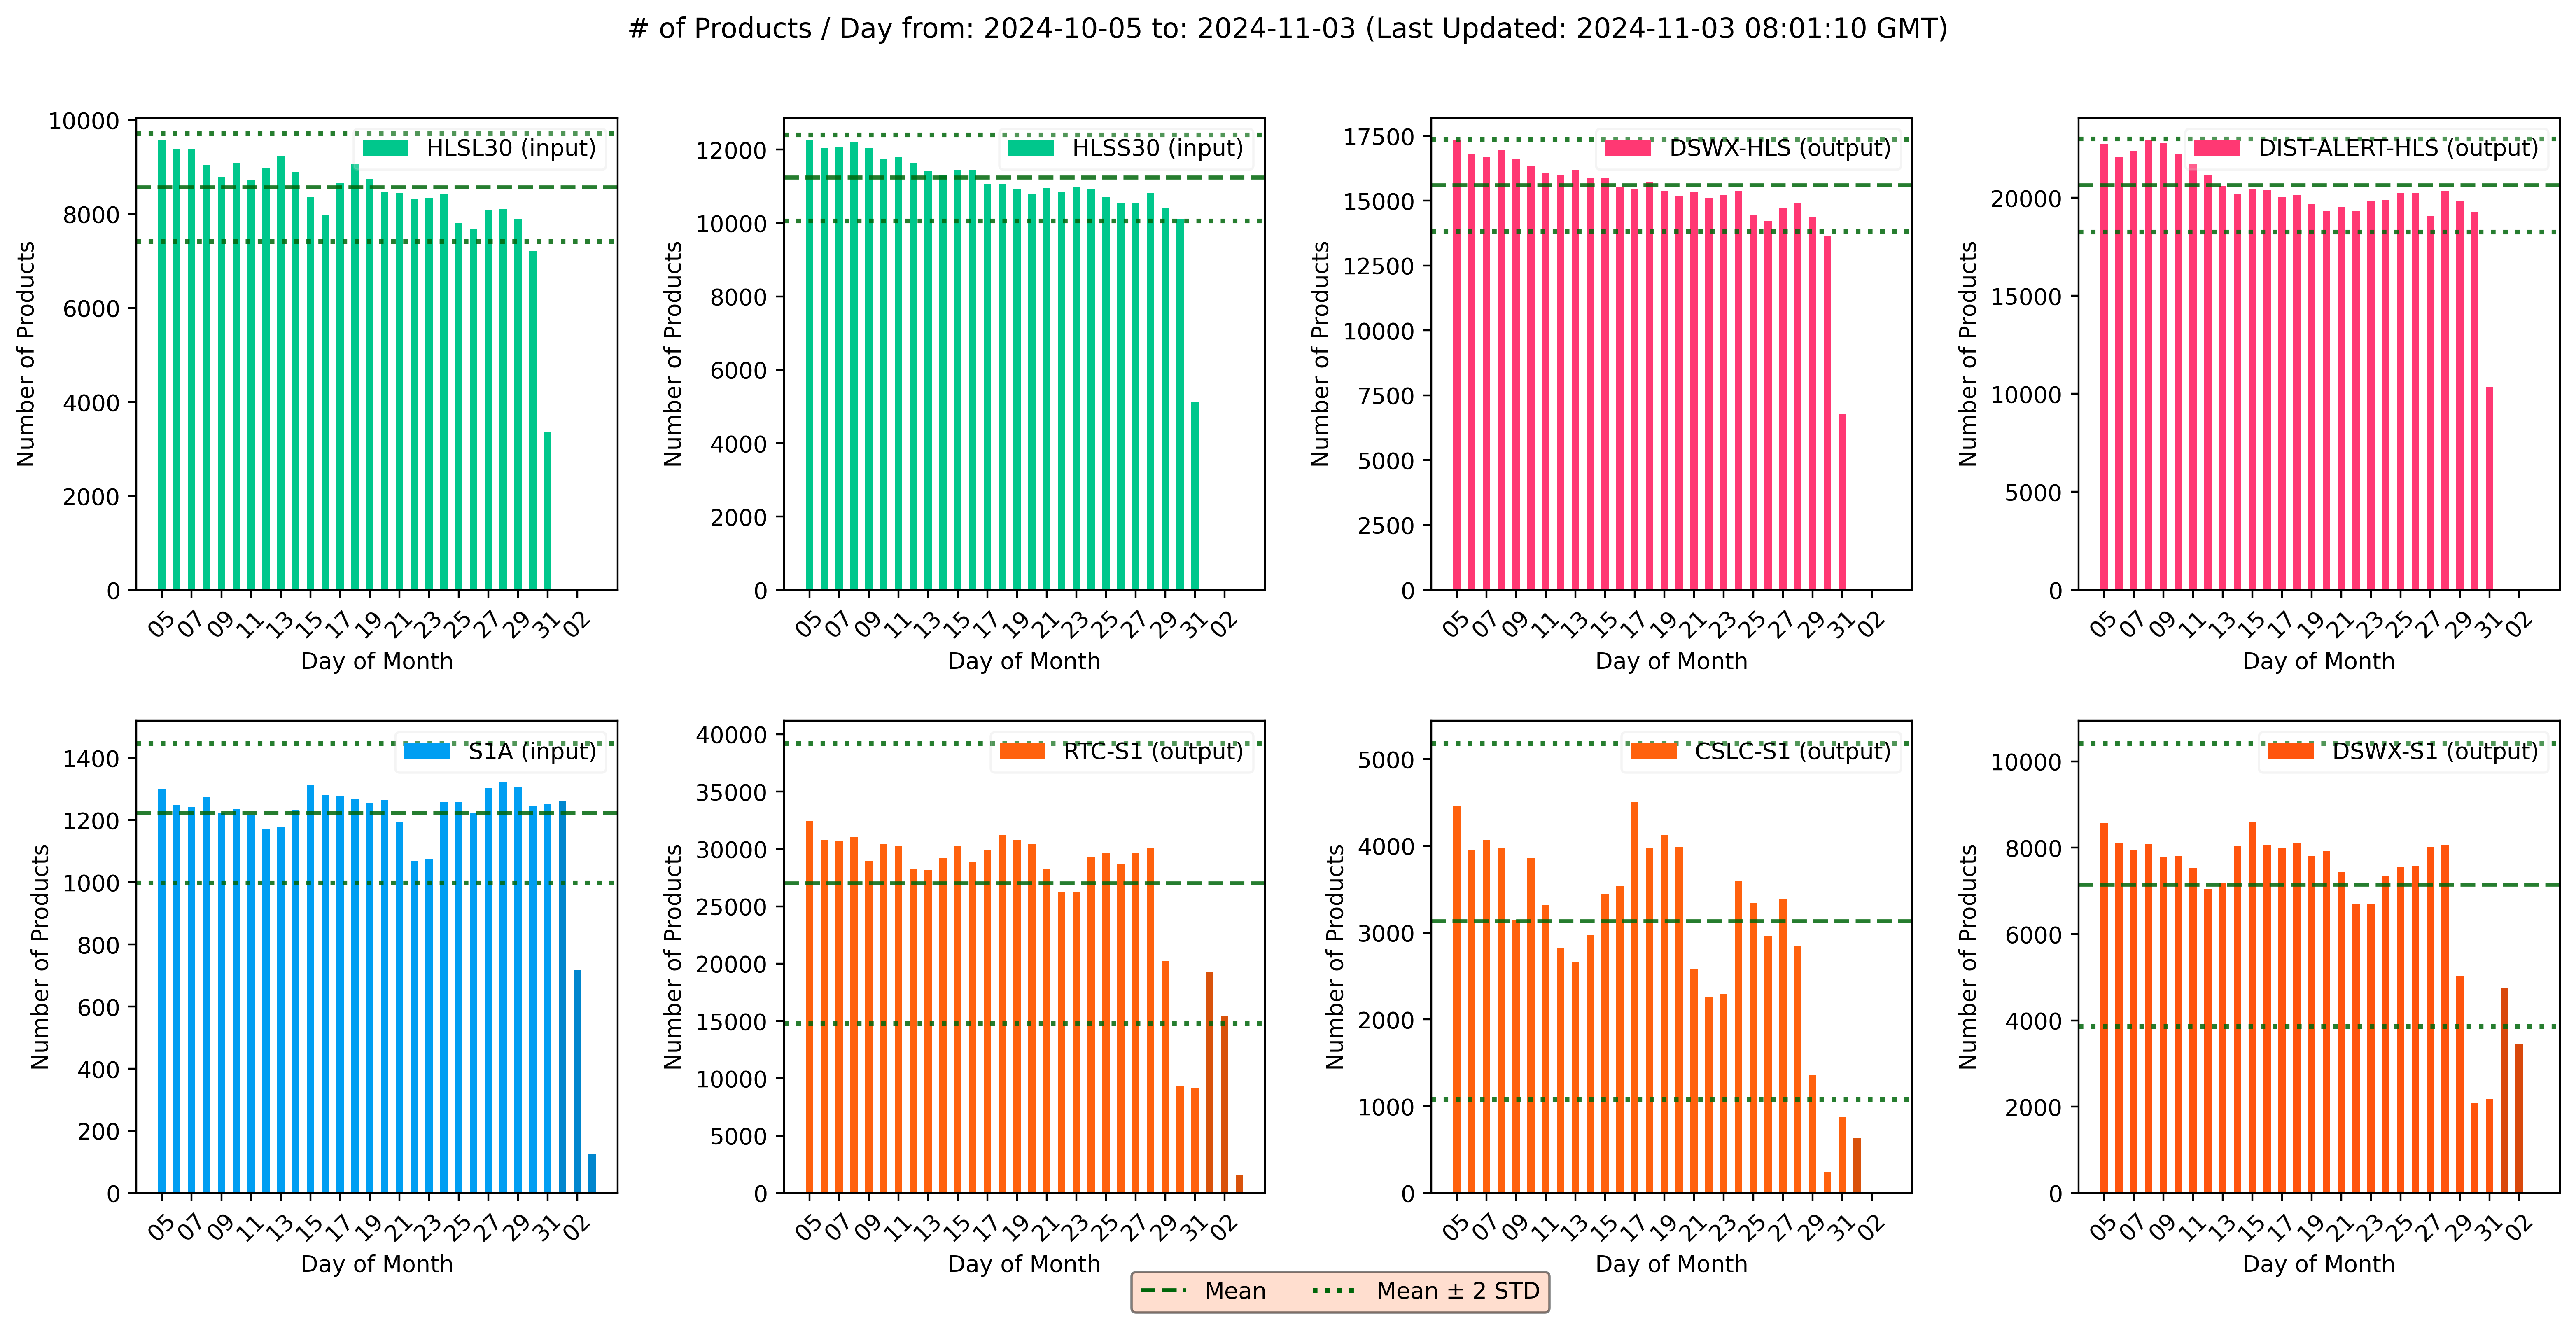 # of Products / Day from: 2024-10-05 to: 2024-11-03 (Last Updated: 2024-11-03 08:01:10 GMT)
HLSL30 (input)
Number of Products
10000
8000
6000
4000
2000
0
05 07 09 11 13 15 17 19 21 23 25 27 29 31 02
Day of Month
HLSS30 (input)
Number of Products
12000
10000
8000
6000
4000
2000
0
05 07 09 11 13 15 17 19 21 23 25 27 29 31 02
Day of Month
DSWX-HLS (output)
Number of Products
17500
15000
12500
10000
7500
5000
2500
0
05 07 09 11 13 15 17 19 21 23 25 27 29 31 02
Day of Month
DIST-ALERT-HLS (output)
Number of Products
20000
15000
10000
5000
0
05 07 09 11 13 15 17 19 21 23 25 27 29 31 02
Day of Month
S1A (input)
Number of Products
1400
1200
1000
800
600
400
200
0
05 07 09 11 13 15 17 19 21 23 25 27 29 31 02
Day of Month
RTC-S1 (output)
Number of Products
40000
35000
30000
25000
20000
15000
10000
5000
0
05 07 09 11 13 15 17 19 21 23 25 27 29 31 02
Day of Month
CSLC-S1 (output)
Number of Products
5000
4000
3000
2000
1000
0
05 07 09 11 13 15 17 19 21 23 25 27 29 31 02
Day of Month
DSWX-S1 (output)
Number of Products
10000
8000
6000
4000
2000
0
05 07 09 11 13 15 17 19 21 23 25 27 29 31 02
Day of Month
Mean
Mean ± 2 STD